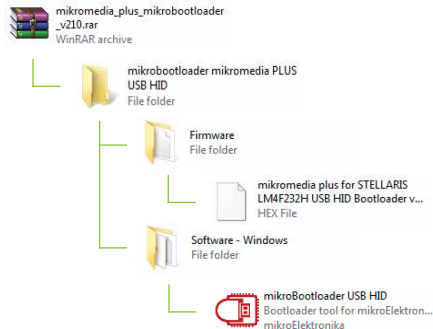 mikromedia_plus_mikrobootloader
_v210.rar
WinRAR archive
mikrobootloader mikromedia PLUS
USB HID
File folder
Firmware
File folder
mikromedia plus for STELLARIS
LM4F232H USB HID Bootloader v...
HEX File
Software - Windows
File folder
mikroBootloader USB HID
Bootloader tool for mikroElektron...
mikroElektronika